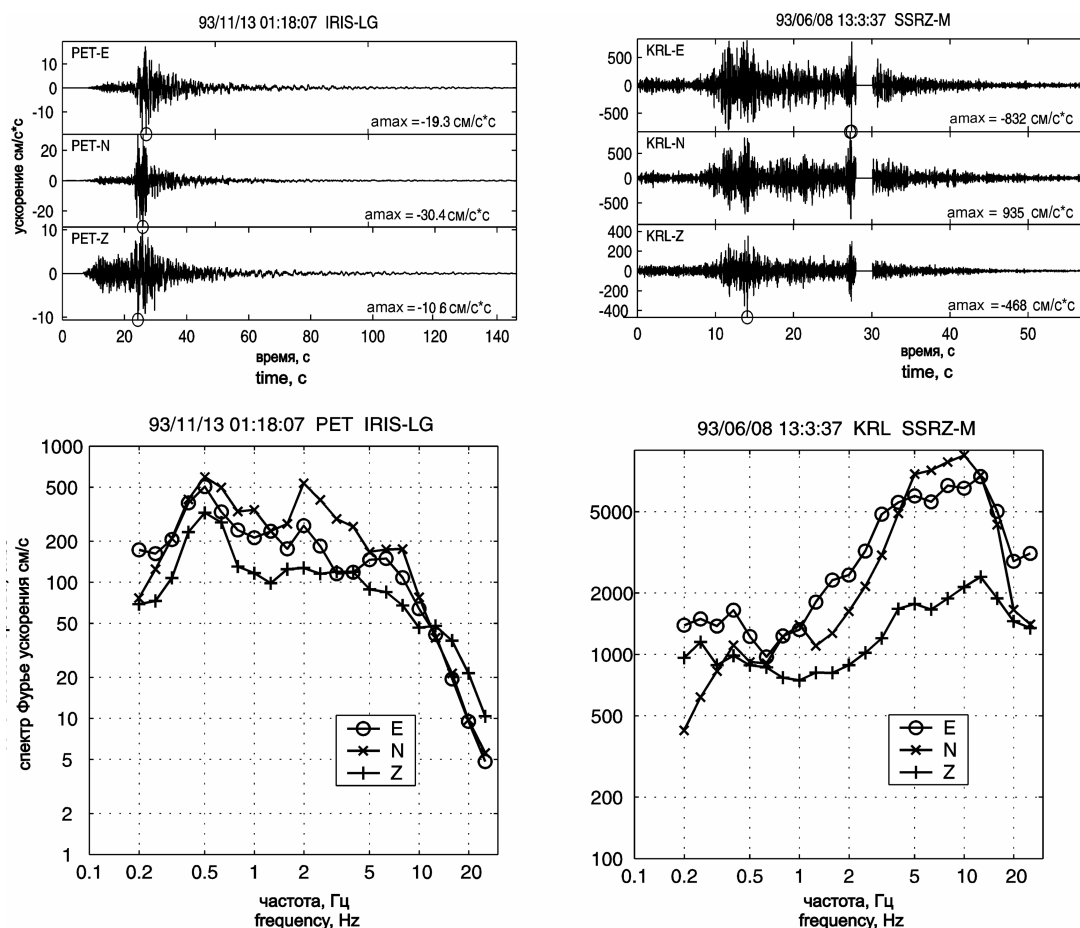 93/11/13 01:18:07 IRIS-LG
PET-E
10
0
-10
amax = -19.3 см/с*с
PET-N
20
0
-20
amax = -30.4 см/с*с
PET-Z
10
0
-10
amax = -10 6 см/с*с
ускорение см/с*с
0 20 40 60 80 100 120 140
время, с
time, с
93/06/08 13:3:37 SSRZ-M
KRL-E
500
0
-500
amax = -832 см/с*с
KRL-N
500
0
-500
amax = 935 см/с*с
KRL-Z
400
200
0
-200
-400
amax = -468 см/с*с
0 10 20 30 40 50
время, с
time, с
93/11/13 01:18:07 PET IRIS-LG
1000
500
200
100
50
20
10
5
2
1
спектр Фурье ускорения см/с
E
N
Z
0.1 0.2 0.5 1 2 5 10 20
частота, Гц
frequency, Hz
93/06/08 13:3:37 KRL SSRZ-M
5000
2000
1000
500
200
100
E
N
Z
0.1 0.2 0.5 1 2 5 10 20
частота, Гц
frequency, Hz